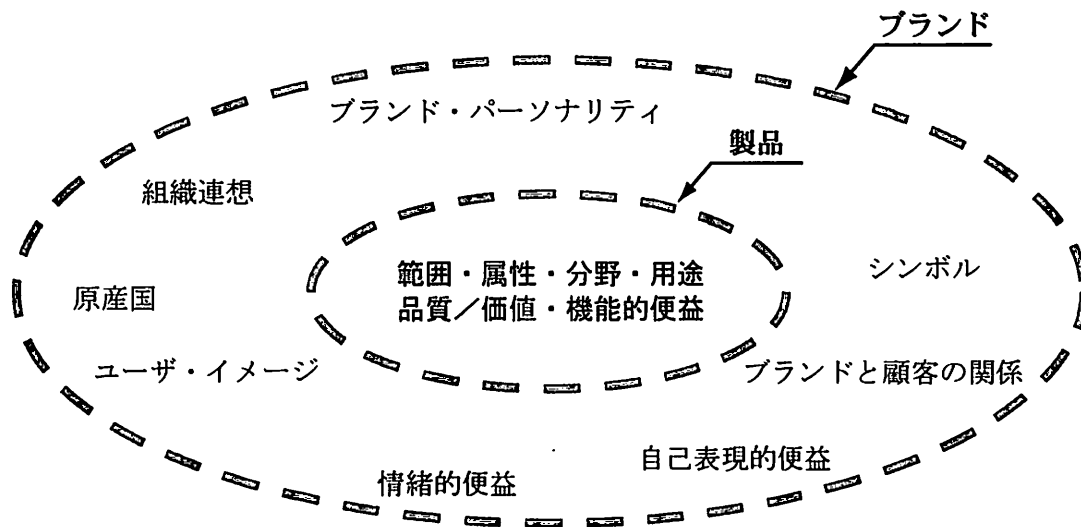 ブランド
ブランド・パーソナリティ
製品
組織連想
範囲・属性・分野・用途
品質／価値・機能的便益
シンボル
原産国
ユーザ・イメージ
ブランドと顧客の関係
自己表現的便益
情緒的便益